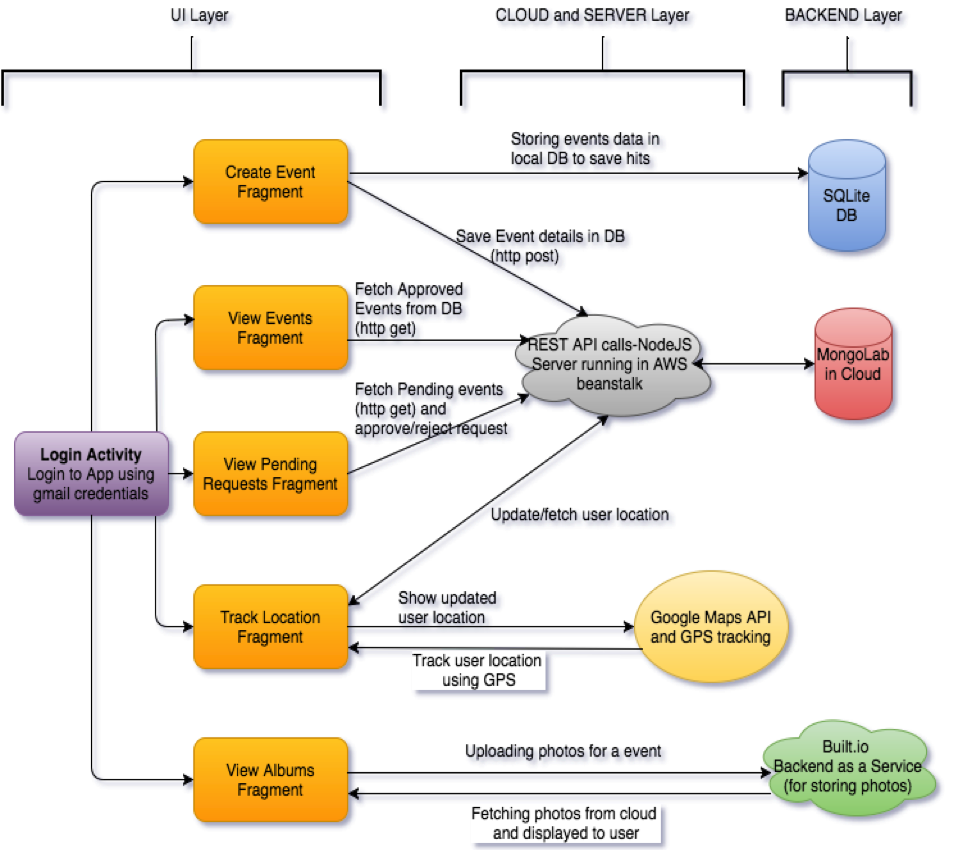 UI Layer
CLOUD and SERVER Layer
BACKEND Layer
Create Event
Fragment
Storing events data in
local DB to save hits
SQLite
DB
Save Event details in DB
(http post)
View Events
Fragment
Fetch Approved
Events from DB
(http get)
REST API calls-NodeJS
Server running in AWS
beanstalk
MongoLab
in Cloud
Fetch Pending events
(http get) and
approve/reject request
Login Activity
Login to App using
gmail credentials
View Pending
Requests Fragment
Update/fetch user location
Track Location
Fragment
Show updated
user location
Google Maps API
and GPS tracking
Track user location
using GPS
View Albums
Fragment
Uploading photos for a event
Built.io
Backend as a Service
(for storing photos)
Fetching photos from cloud
and displayed to user